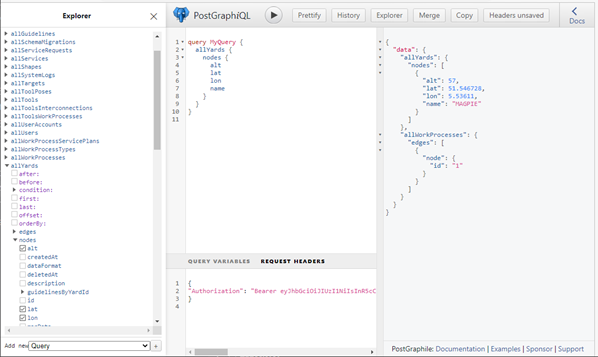 Explorer
allGuidelines
allSchemaMigrations
allServiceRequests
allServices
allShapes
allSystemLogs
allTargets
allToolPoses
allTools
allToolsInterconnections
allToolsWorkProcesses
allUserAccounts
allUsers
allWorkProcessServicePlans
allWorkProcessTypes
allWorkProcesses
allYards
after:
before:
condition:
first:
last:
offset:
orderBy:
edges
nodes
alt
createdAt
dataFormat
deletedAt
description
guidelinesByYardId
id
lat
lon
Add new Query +
PostGraphiQL
Prettify
History
Explorer
Merge
Copy
Headers unsaved
Docs
1 query MyQuery {
2 allYards {
3 nodes {
4 alt
5 lat
6 lon
7 name
8 }
9 }
10 }
11
QUERY VARIABLES REQUEST HEADERS
1
2 {
3 "Authorization": "Bearer eyJhbGciOiJIUzI1NiIsInR5cC
}
4
{
"data": {
"allYards": {
"nodes": [
{
"alt": 57,
"lat": 51.546728,
"lon": 5.53611,
"name": "MAGPIE"
}
]
},
"allWorkProcesses": {
"edges": [
{
"node": {
"id": "1"
}
}
]
}
}
}
PostGraphile: Documentation | Examples | Sponsor | Support